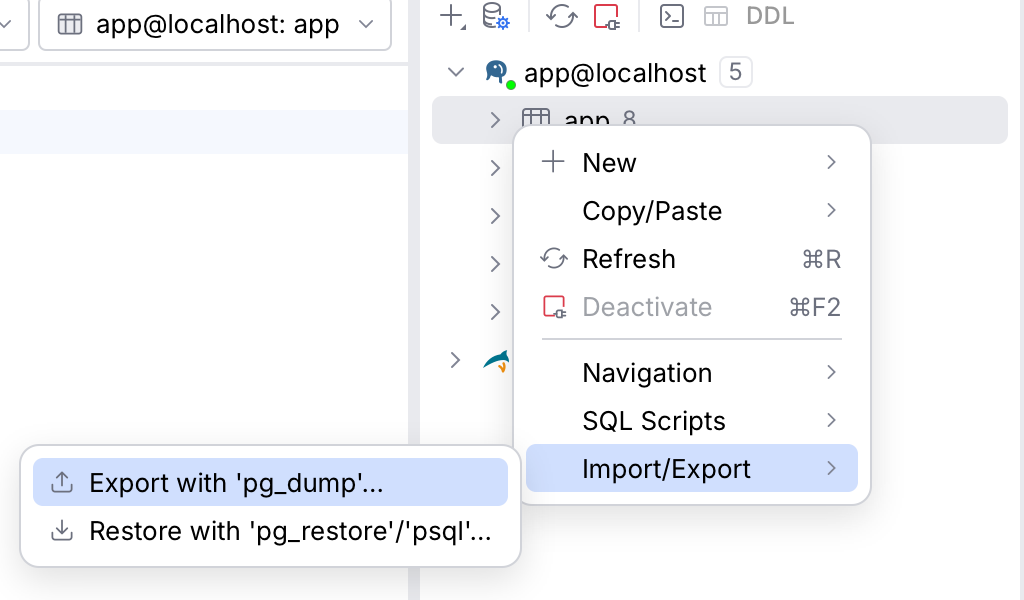 app@localhost: app
DDL
app@localhost 5
app 8
New
Copy/Paste
Refresh ⌘R
Deactivate ⌘F2
Navigation
SQL Scripts
Import/Export
Export with 'pg_dump'...
Restore with 'pg_restore'/'psql'...